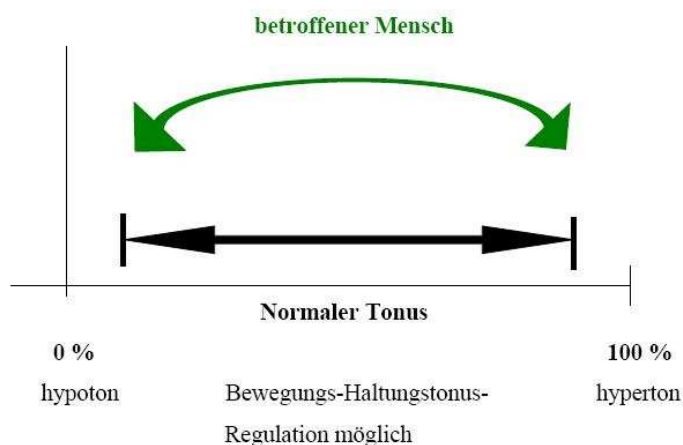 betroffener Mensch
Normaler Tonus
0 %
100 %
hypoton
Bewegungs-Haltungstonus-
hyperton
Regulation möglich